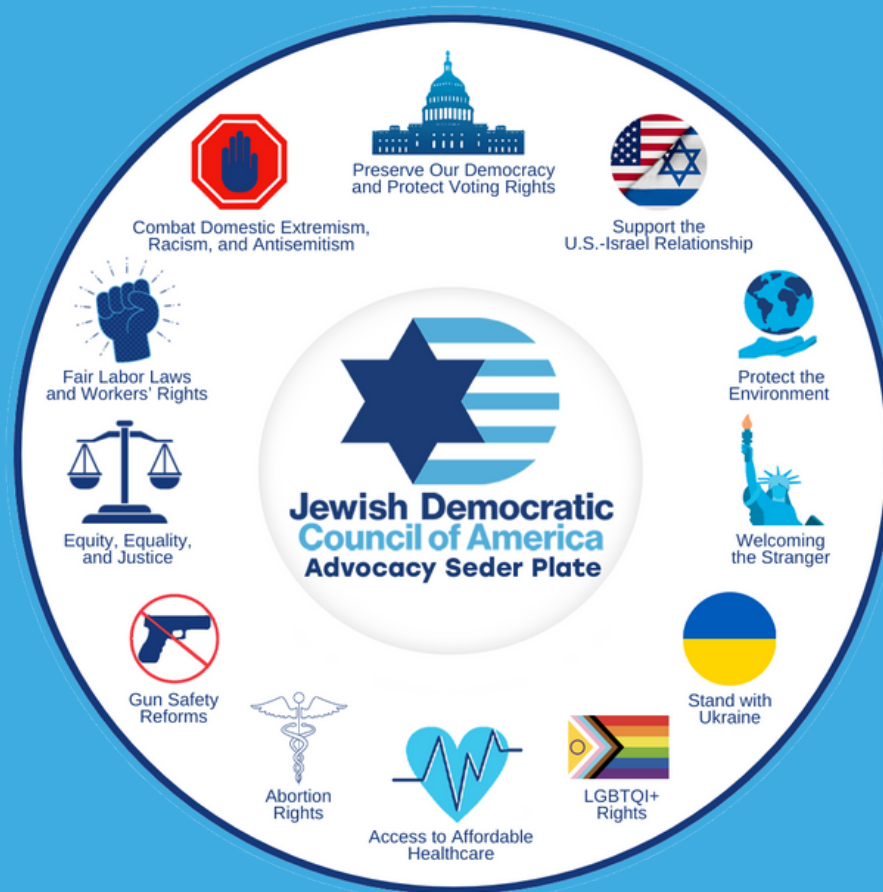 Preserve Our Democracy
and Protect Voting Rights
Support the
U.S.-Israel Relationship
Protect the
Environment
Welcoming
the Stranger
Stand with
Ukraine
LGBTQI+
Rights
Access to Affordable
Healthcare
Abortion
Rights
Gun Safety
Reforms
Equity, Equality,
and Justice
Fair Labor Laws
and Workers' Rights
Combat Domestic Extremism,
Racism, and Antisemitism
Jewish Democratic
Council of America
Advocacy Seder Plate